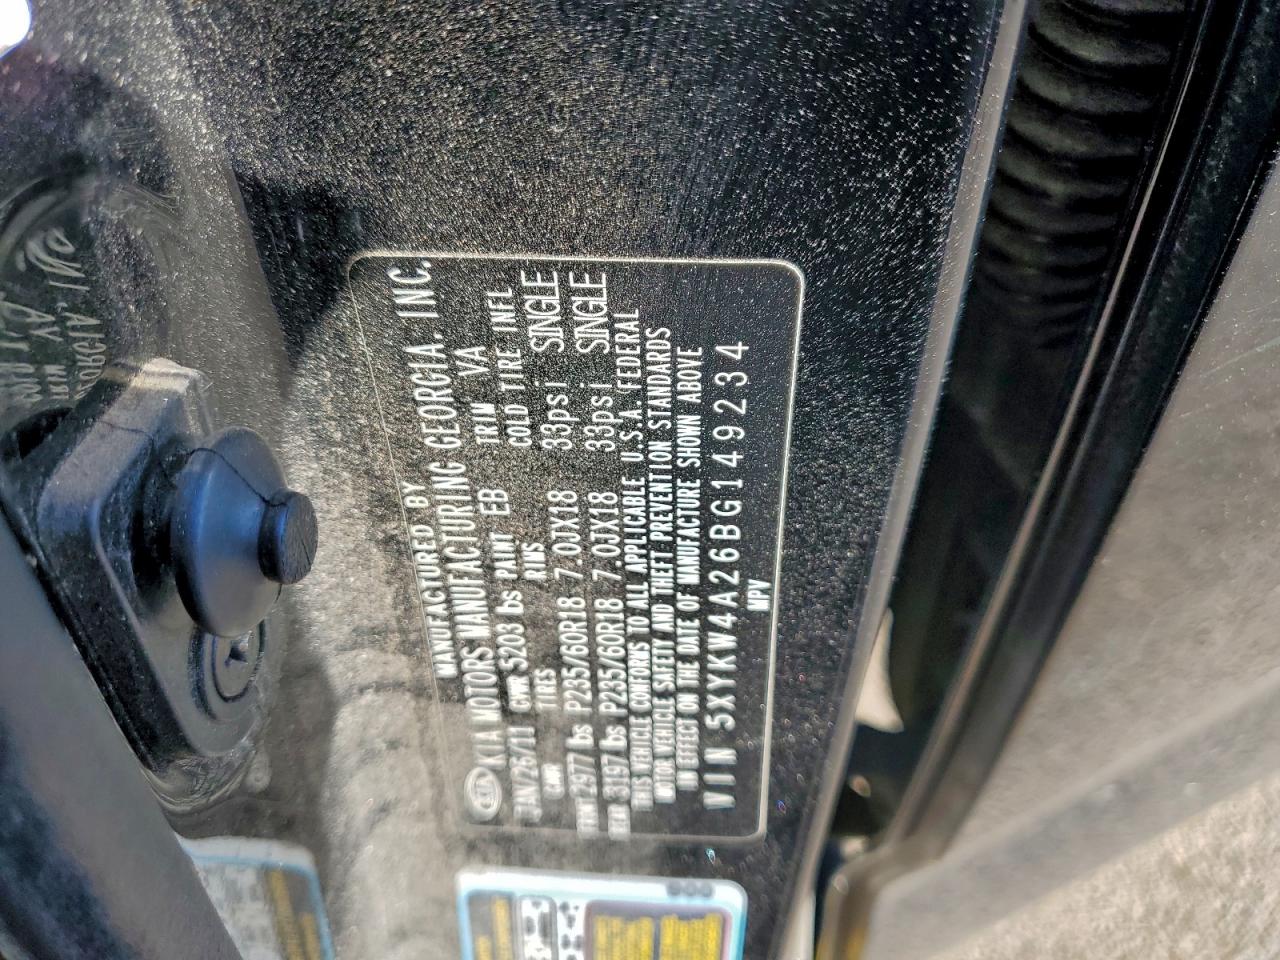 MANUFACTURED BY
KIA KIA MOTORS MANUFACTURING GEORGIA. INC.
JAN/26/11 GVWR 5203 lbs PAINT EB TRIM VA
GAWR TIRES RIMS COLD TIRE INFL
FRNT 2977 lbs P235/60R18 7.0JX18 33psi SINGLE
REAR 3197 lbs P235/60R18 7.0JX18 33psi SINGLE
THIS VEHICLE CONFORMS TO ALL APPLICABLE U.S.A. FEDERAL
MOTOR VEHICLE SAFETY AND THEFT PREVENTION STANDARDS
IN EFFECT ON THE DATE OF MANUFACTURE SHOWN ABOVE
VIN 5XYKW4A26BG149234
MPV